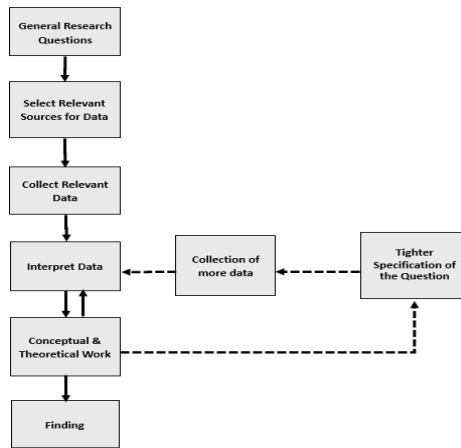 General Research
Questions
Select Relevant
Sources for Data
Collect Relevant
Data
Interpret Data
Collection of
more data
Tighter
Specification of
the Question
Conceptual &
Theoretical Work
Finding